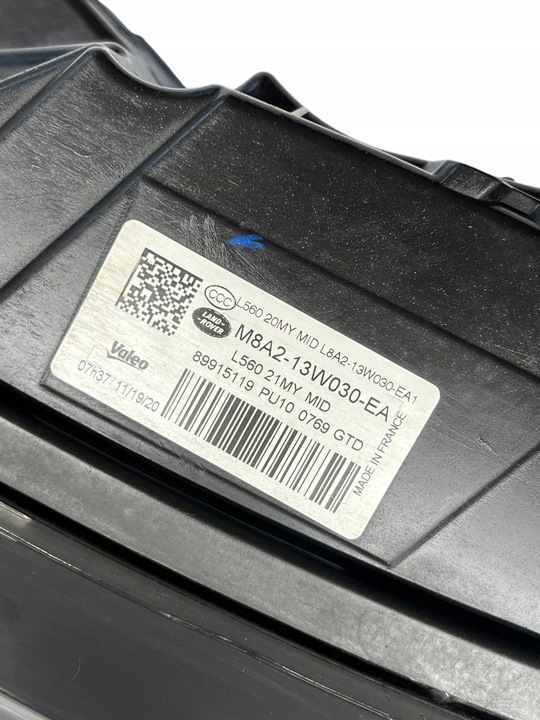 L560 20MY MID L8A2-13W030-EA1
CCC
LAND-
-ROVER
M8A2-13W030-EA
L560 21MY MID
Valeo
89915119 PU10 0769 GTD
07h37 11/19/20
MADE IN FRANCE